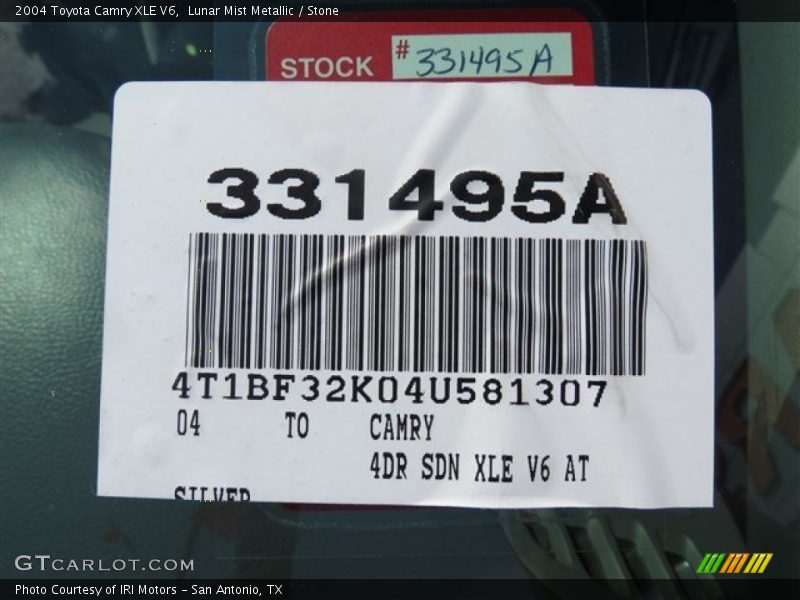 2004 Toyota Camry XLE V6,  Lunar Mist Metallic / Stone
STOCK # 331495A
331495A
4T1BF32K04U581307
04 TO CAMRY
4DR SDN XLE V6 AT
SILVER
GTCARLOT.COM
Photo Courtesy of IRI Motors – San Antonio, TX